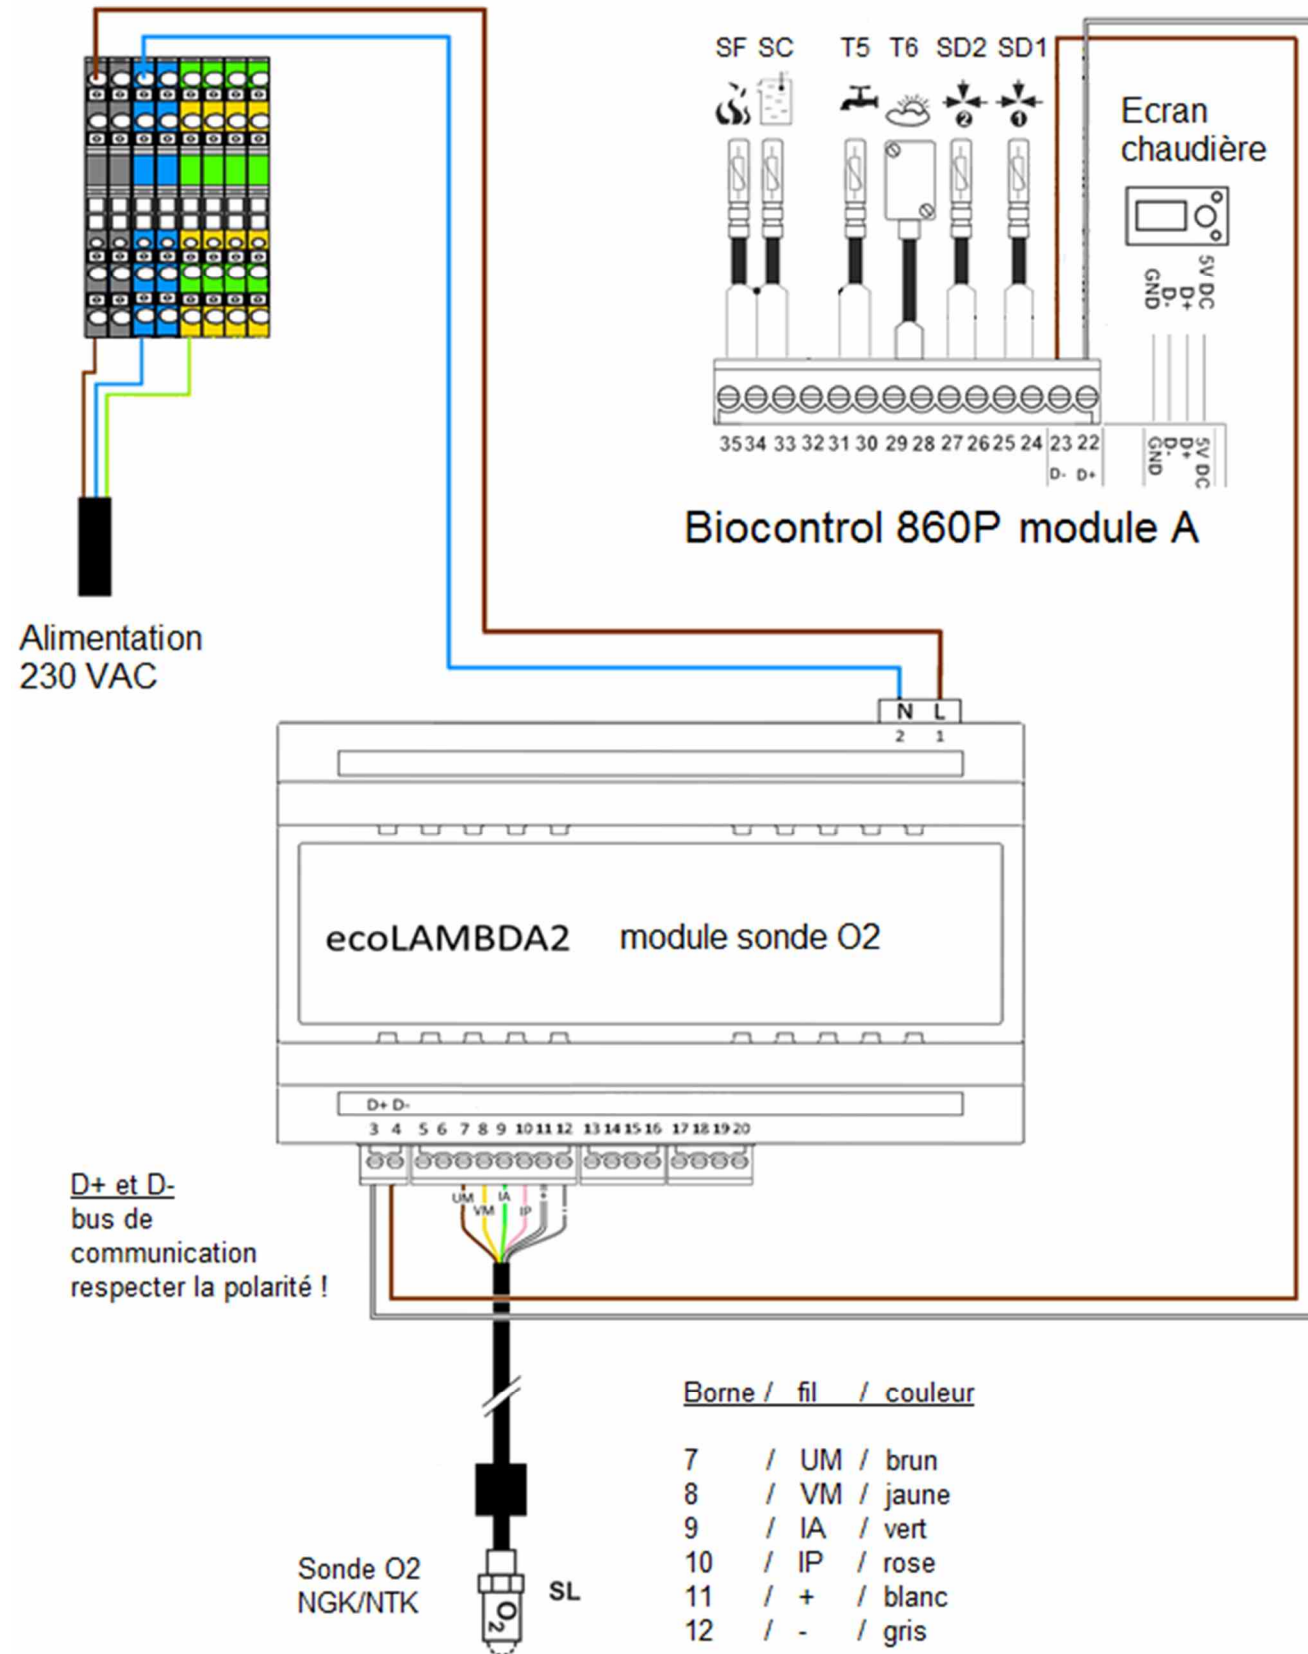 SF SC T5 T6 SD2 SD1
2 1
Ecran
chaudière
GND D- D+ 5V DC
35 34 33 32 31 30 29 28 27 26 25 24 23 22
D- D+
GND D- D+ 5V DC
Biocontrol 860P module A
Alimentation
230 VAC
N L
2 1
ecoLAMBDA2 module sonde O2
D+ D-
3 4 5 6 7 8 9 10 11 12 13 14 15 16 17 18 19 20
UM VM IA IP + -
D+ et D-
bus de
communication
respecter la polarité !
Borne / fil / couleur
7 / UM / brun
8 / VM / jaune
9 / IA / vert
10 / IP / rose
11 / + / blanc
12 / - / gris
Sonde O2
NGK/NTK
SL
O2